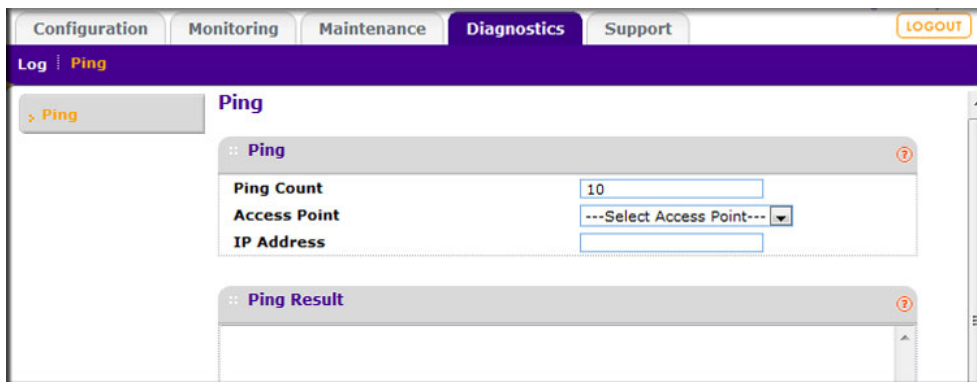 Configuration Monitoring Maintenance Diagnostics Support LOGOUT
Log Ping
Ping
Ping
Ping
Ping Count 10
Access Point ---Select Access Point---
IP Address
Ping Result